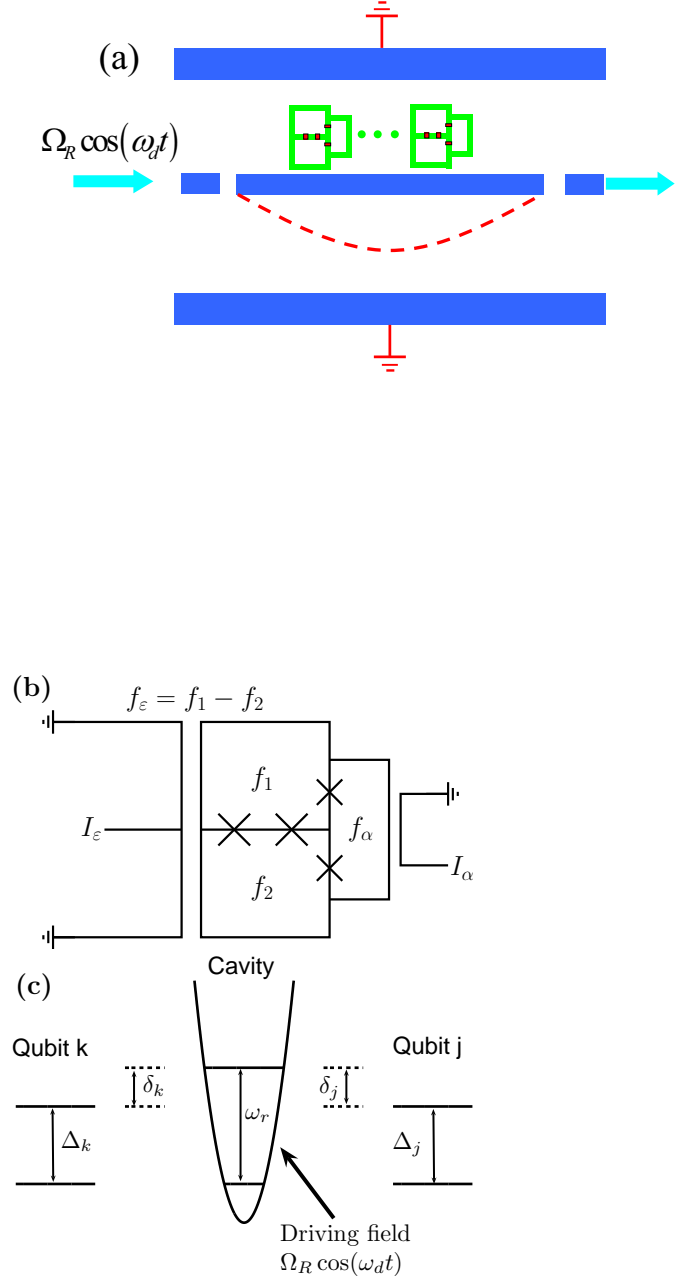 (a)
Ω_R cos(ω_d t)
(b)
f_ε = f_1 − f_2
f_1
I_ε
f_α
f_2
I_α
(c)
Cavity
Qubit k
Qubit j
δ_k
δ_j
ω_r
Δ_k
Δ_j
Driving field
Ω_R cos(ω_d t)